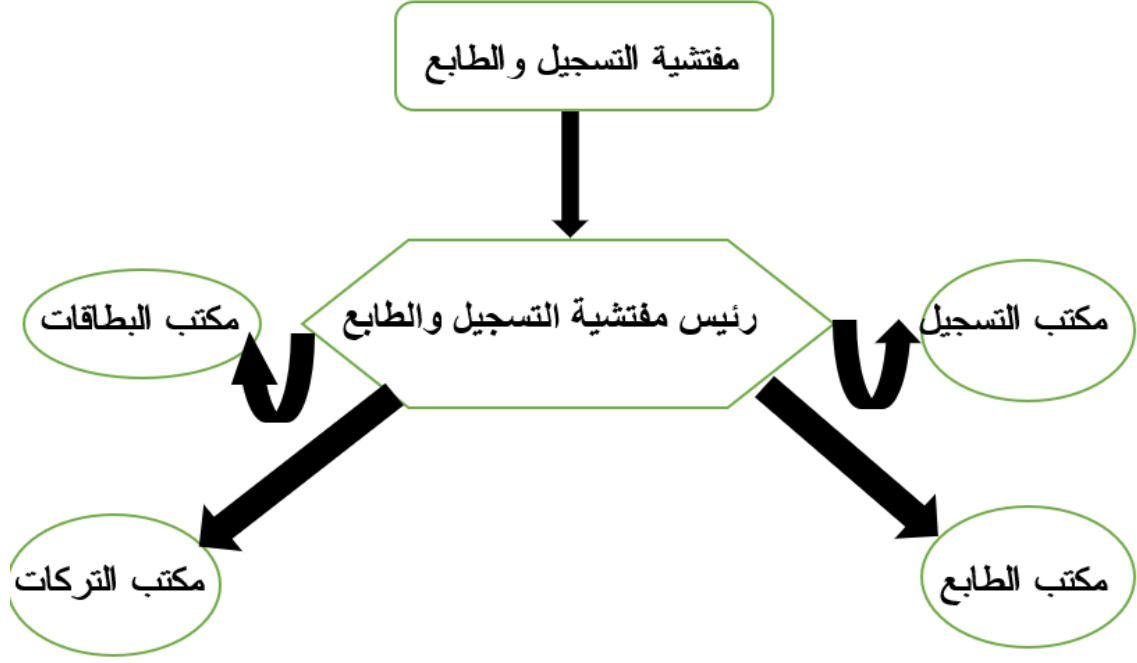 مفتشية التسجيل والطابع
رئيس مفتشية التسجيل والطابع
مكتب التسجيل
مكتب البطاقات
مكتب الطابع
مكتب التركات